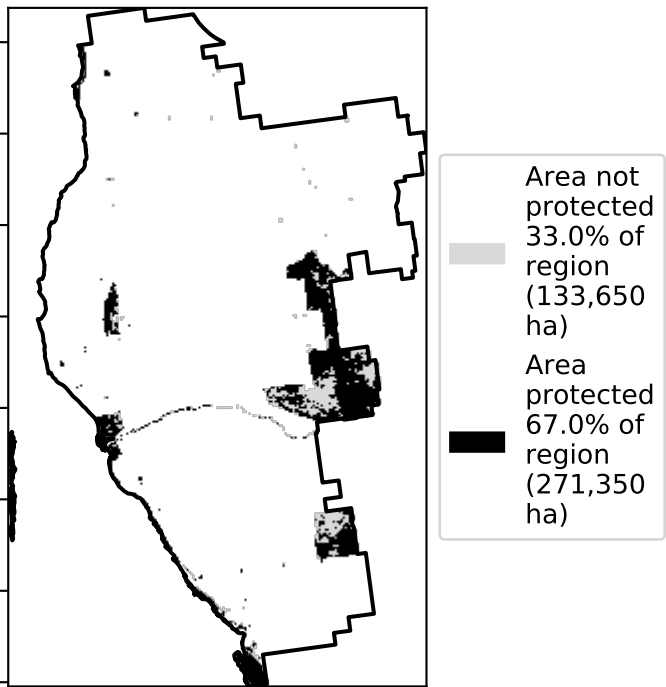 Area not
protected
33.0% of
region
(133,650
ha)
Area
protected
67.0% of
region
(271,350
ha)